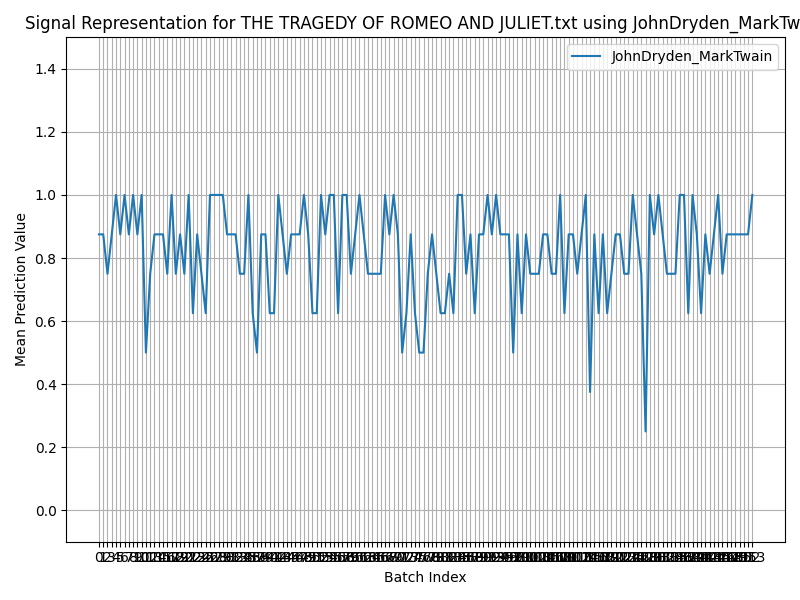 Signal Representation for THE TRAGEDY OF ROMEO AND JULIET.txt using JohnDryden_MarkTw
JohnDryden_MarkTwain
1.4
1.2
1.0
0.8
0.6
0.4
0.2
0.0
Mean Prediction Value
Batch Index